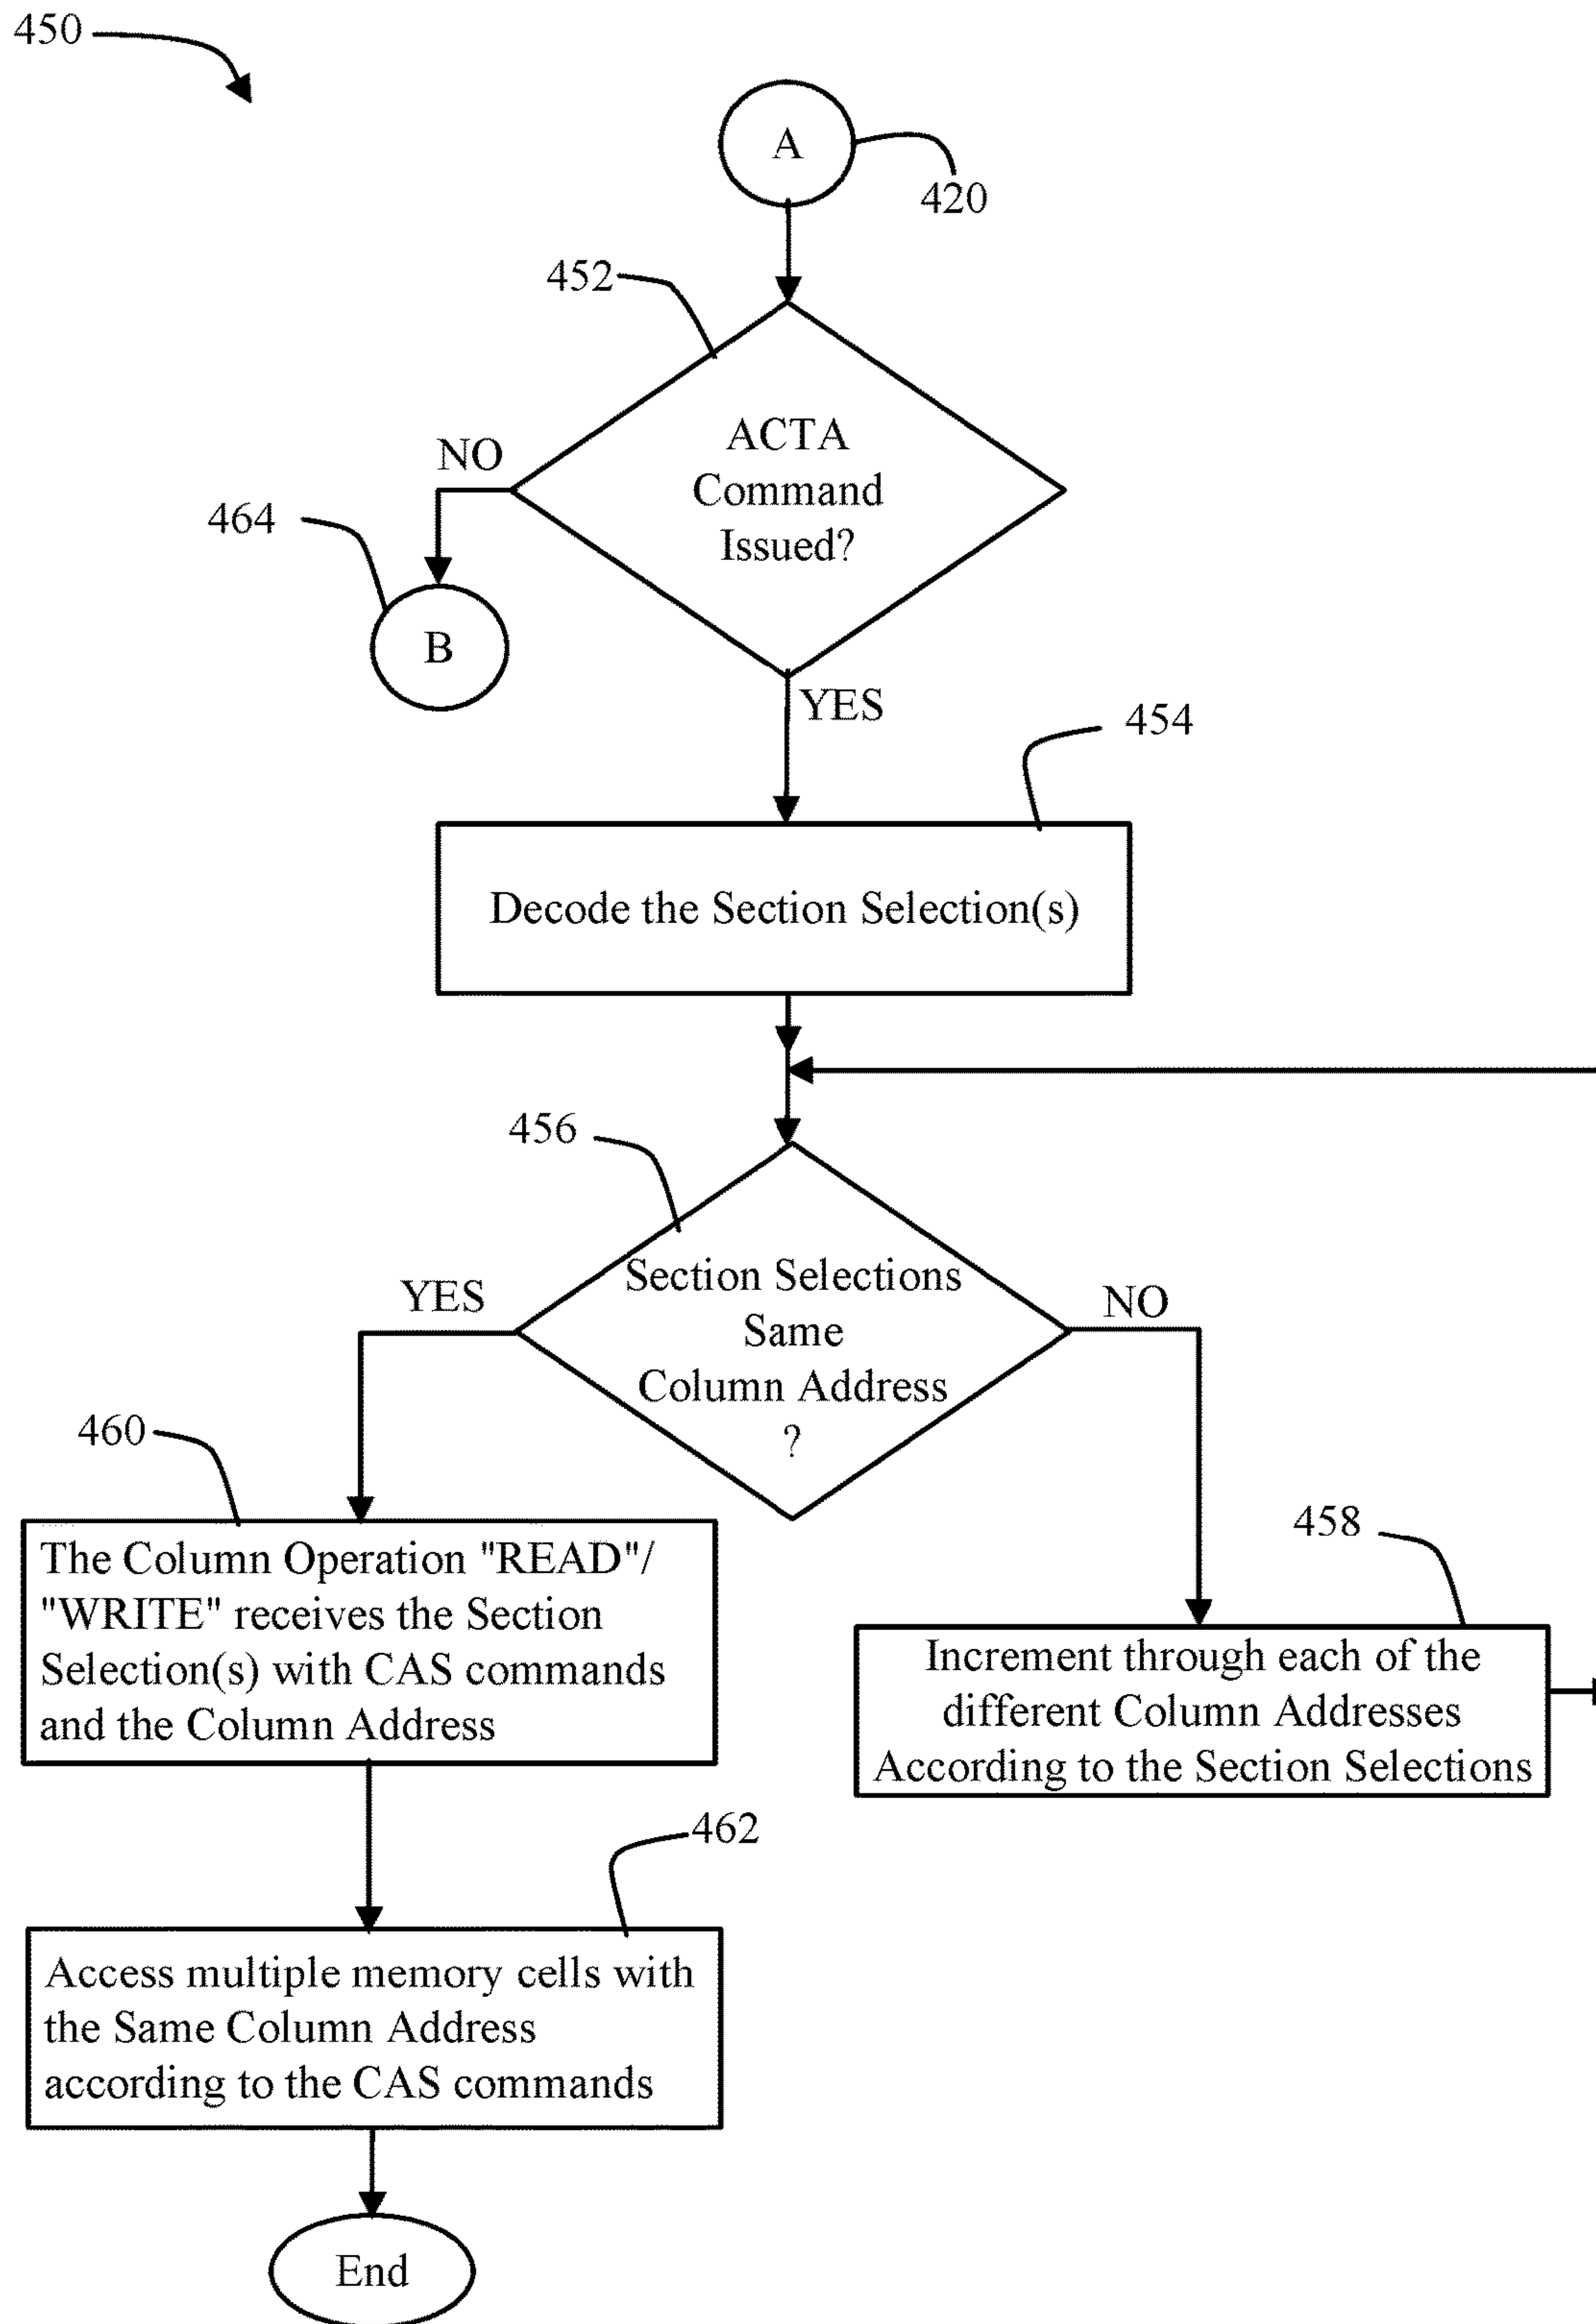 450
A
420
452
ACTA
Command
Issued?
NO
464
B
YES
454
Decode the Section Selection(s)
456
Section Selections
Same
Column Address
?
YES
NO
460
The Column Operation "READ"/
"WRITE" receives the Section
Selection(s) with CAS commands
and the Column Address
458
Increment through each of the
different Column Addresses
According to the Section Selections
462
Access multiple memory cells with
the Same Column Address
according to the CAS commands
End